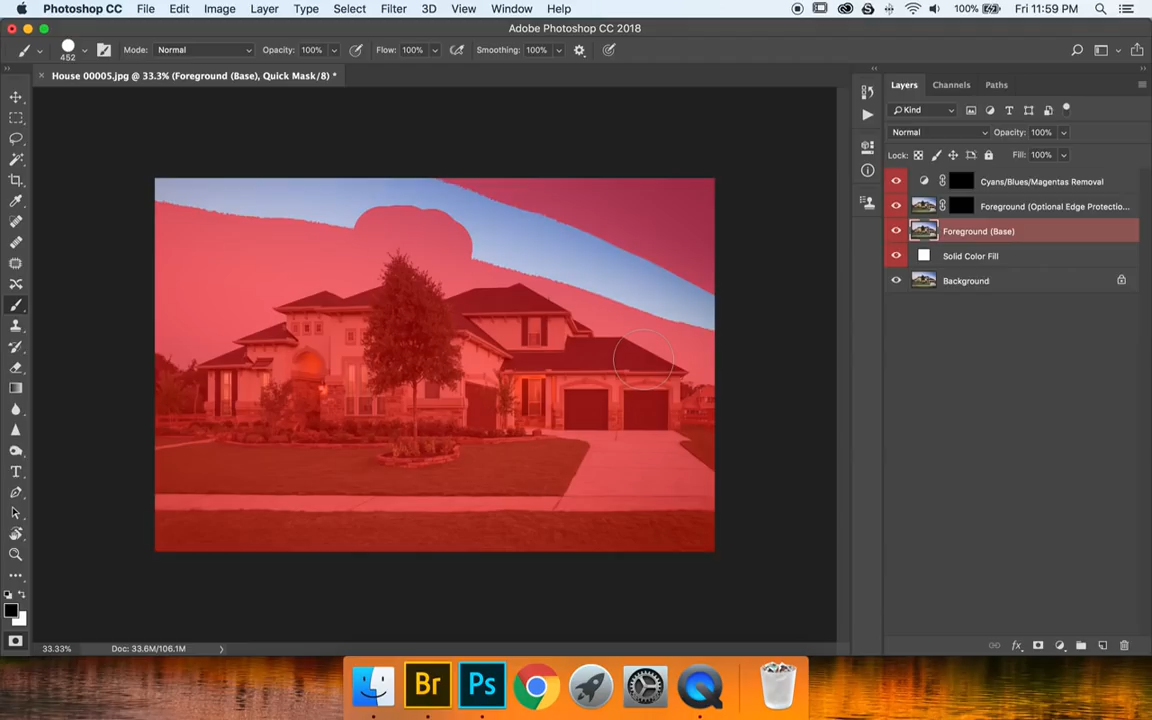 Photoshop CC File Edit Image Layer Type Select Filter 3D View Window Help 100% Fri 11:59 PM
Adobe Photoshop CC 2018
452 Mode: Normal Opacity: 100% Flow: 100% Smoothing: 100%
House 00005.jpg @ 33.3% (Foreground (Base), Quick Mask/8) *
Layers Channels Paths
Kind
Normal Opacity: 100%
Lock: Fill: 100%
Cyans/Blues/Magentas Removal
Foreground (Optional Edge Protectio...
Foreground (Base)
Solid Color Fill
Background
33.33% Doc: 33.6M/106.1M
Br Ps